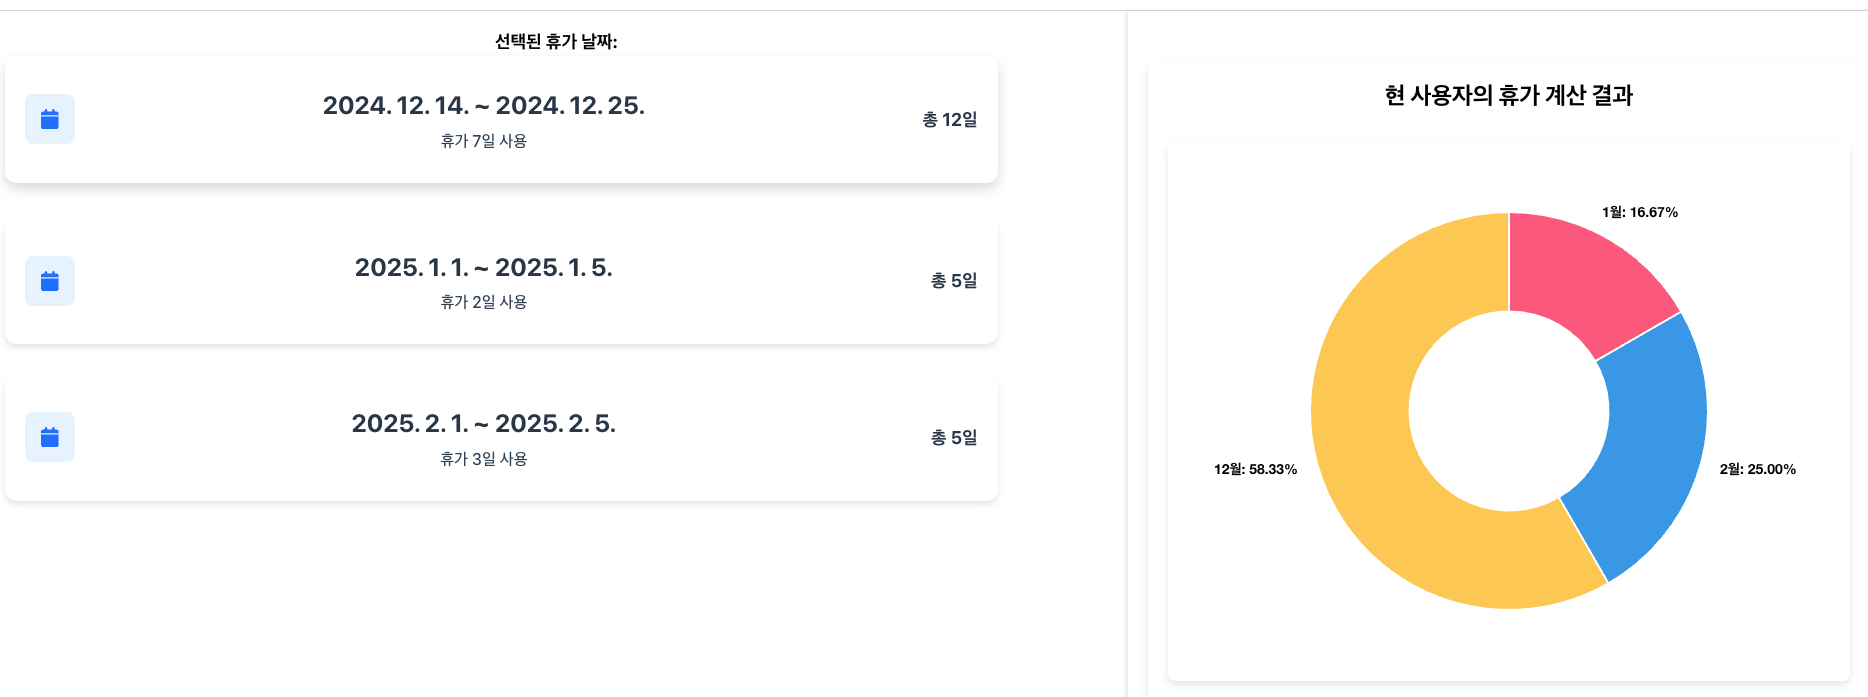 선택된 휴가 날짜:
2024. 12. 14. ~ 2024. 12. 25.
휴가 7일 사용
총 12일
2025. 1. 1. ~ 2025. 1. 5.
휴가 2일 사용
총 5일
2025. 2. 1. ~ 2025. 2. 5.
휴가 3일 사용
총 5일
현 사용자의 휴가 계산 결과
1월: 16.67%
12월: 58.33%
2월: 25.00%